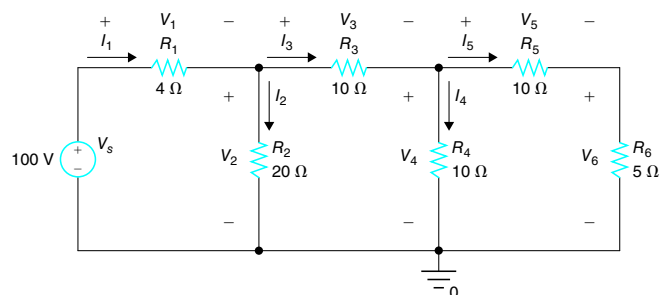 + V1 − + V3 − + V5 −
I1 R1 I3 R3 I5 R5
4 Ω 10 Ω 10 Ω
+ I2 + I4 +
100 V + − Vs V2 R2 20 Ω V4 R4 10 Ω V6 R6 5 Ω
− − −
0